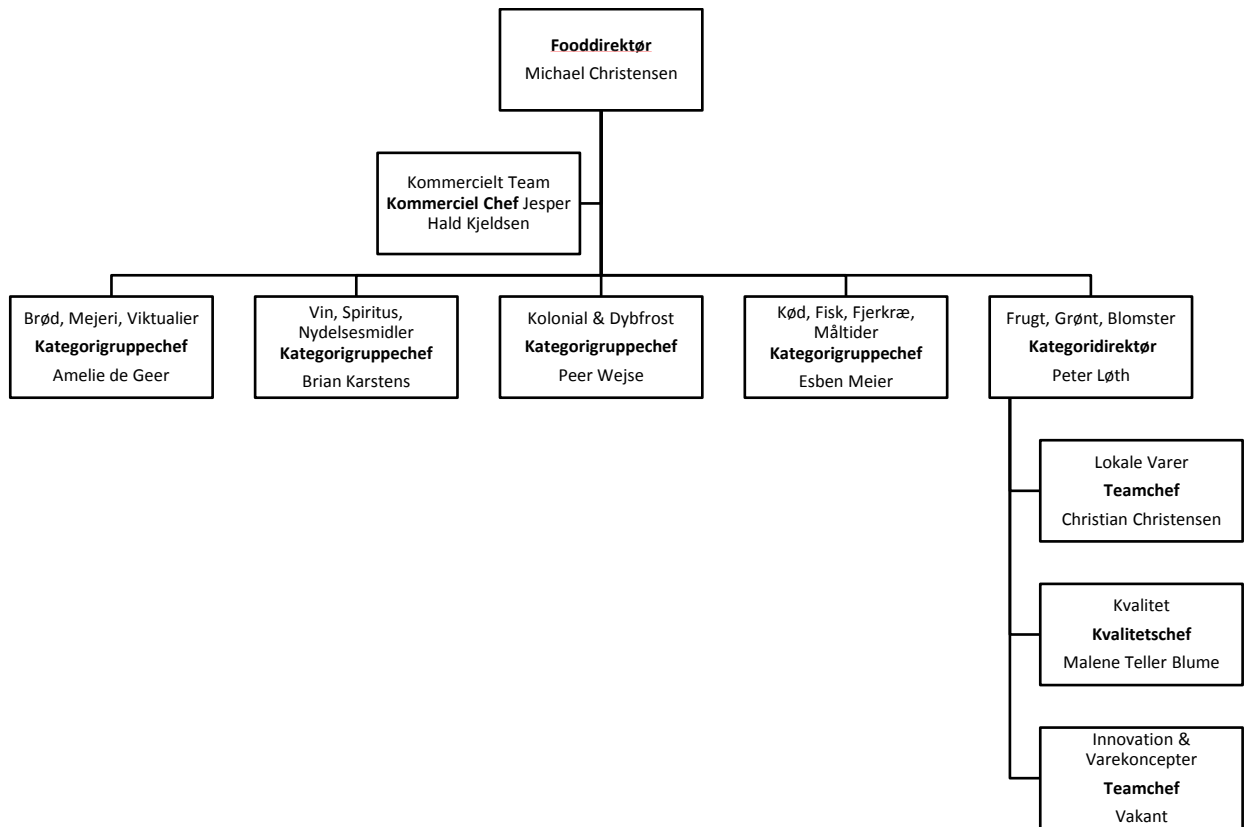 Fooddirektør
Michael Christensen
Kommercielt Team
Kommerciel Chef Jesper
Hald Kjeldsen
Brød, Mejeri, Viktualier
Kategorigruppechef
Amelie de Geer
Vin, Spiritus,
Nydelsesmidler
Kategorigruppechef
Brian Karstens
Kolonial & Dybfrost
Kategorigruppechef
Peer Wejse
Kød, Fisk, Fjerkræ,
Måltider
Kategorigruppechef
Esben Meier
Frugt, Grønt, Blomster
Kategoridirektør
Peter Løth
Lokale Varer
Teamchef
Christian Christensen
Kvalitet
Kvalitetschef
Malene Teller Blume
Innovation &
Varekoncepter
Teamchef
Vakant